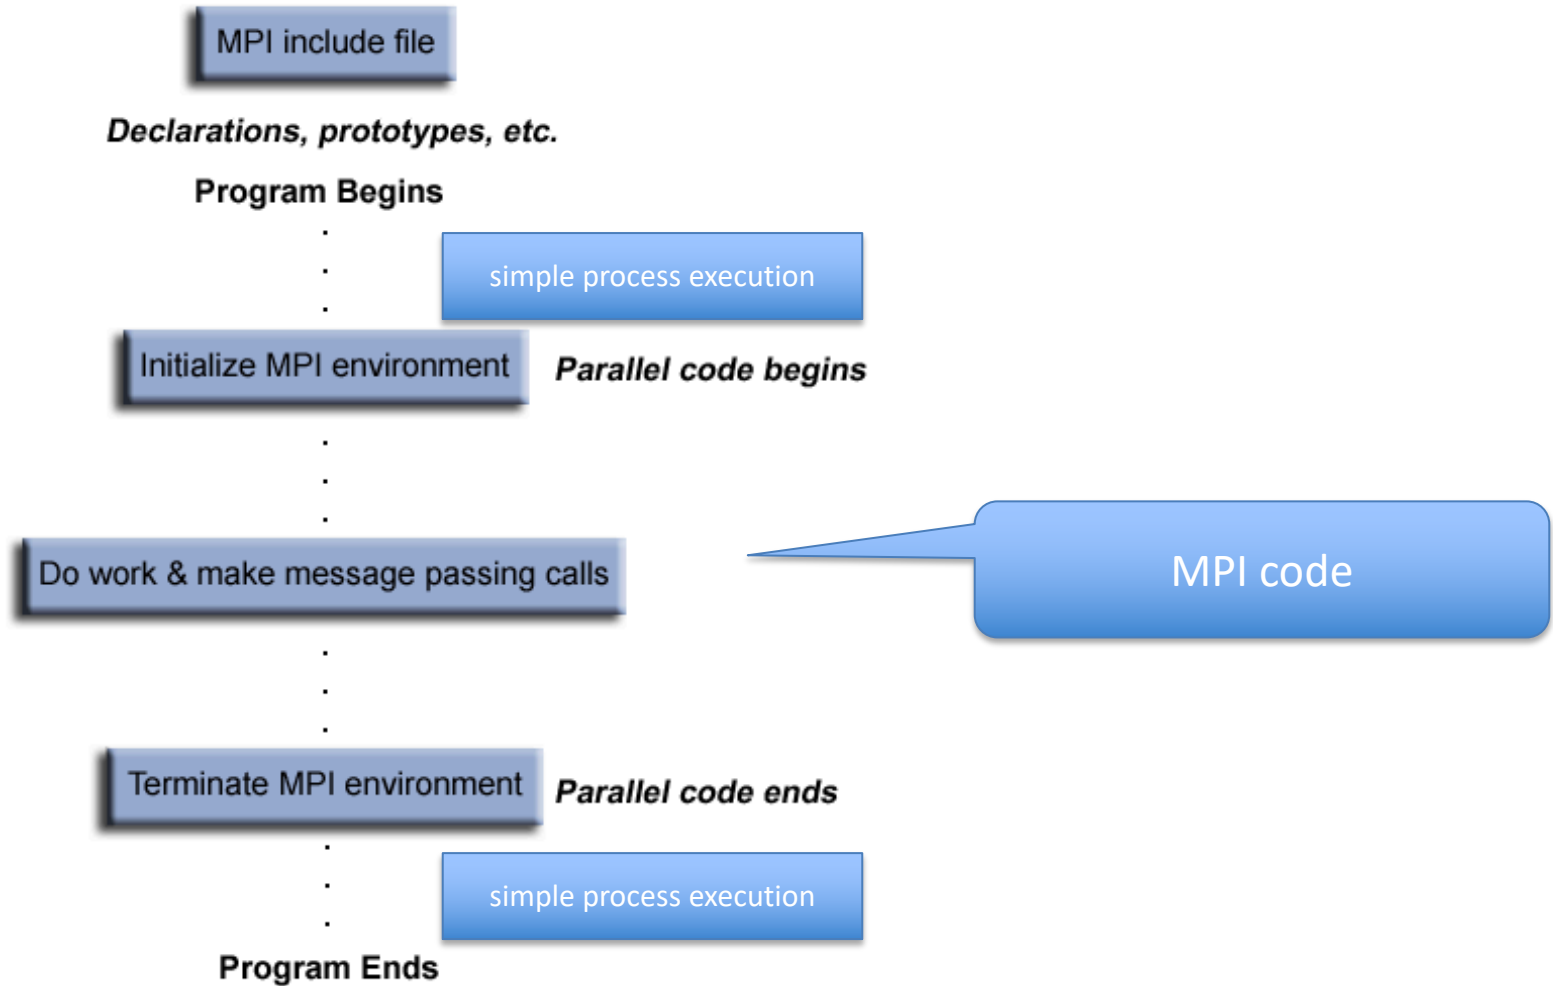 MPI include file
Declarations, prototypes, etc.
Program Begins
.
.
.
simple process execution
Initialize MPI environment
Parallel code begins
.
.
.
Do work & make message passing calls
MPI code
.
.
.
Terminate MPI environment
Parallel code ends
.
.
.
simple process execution
Program Ends